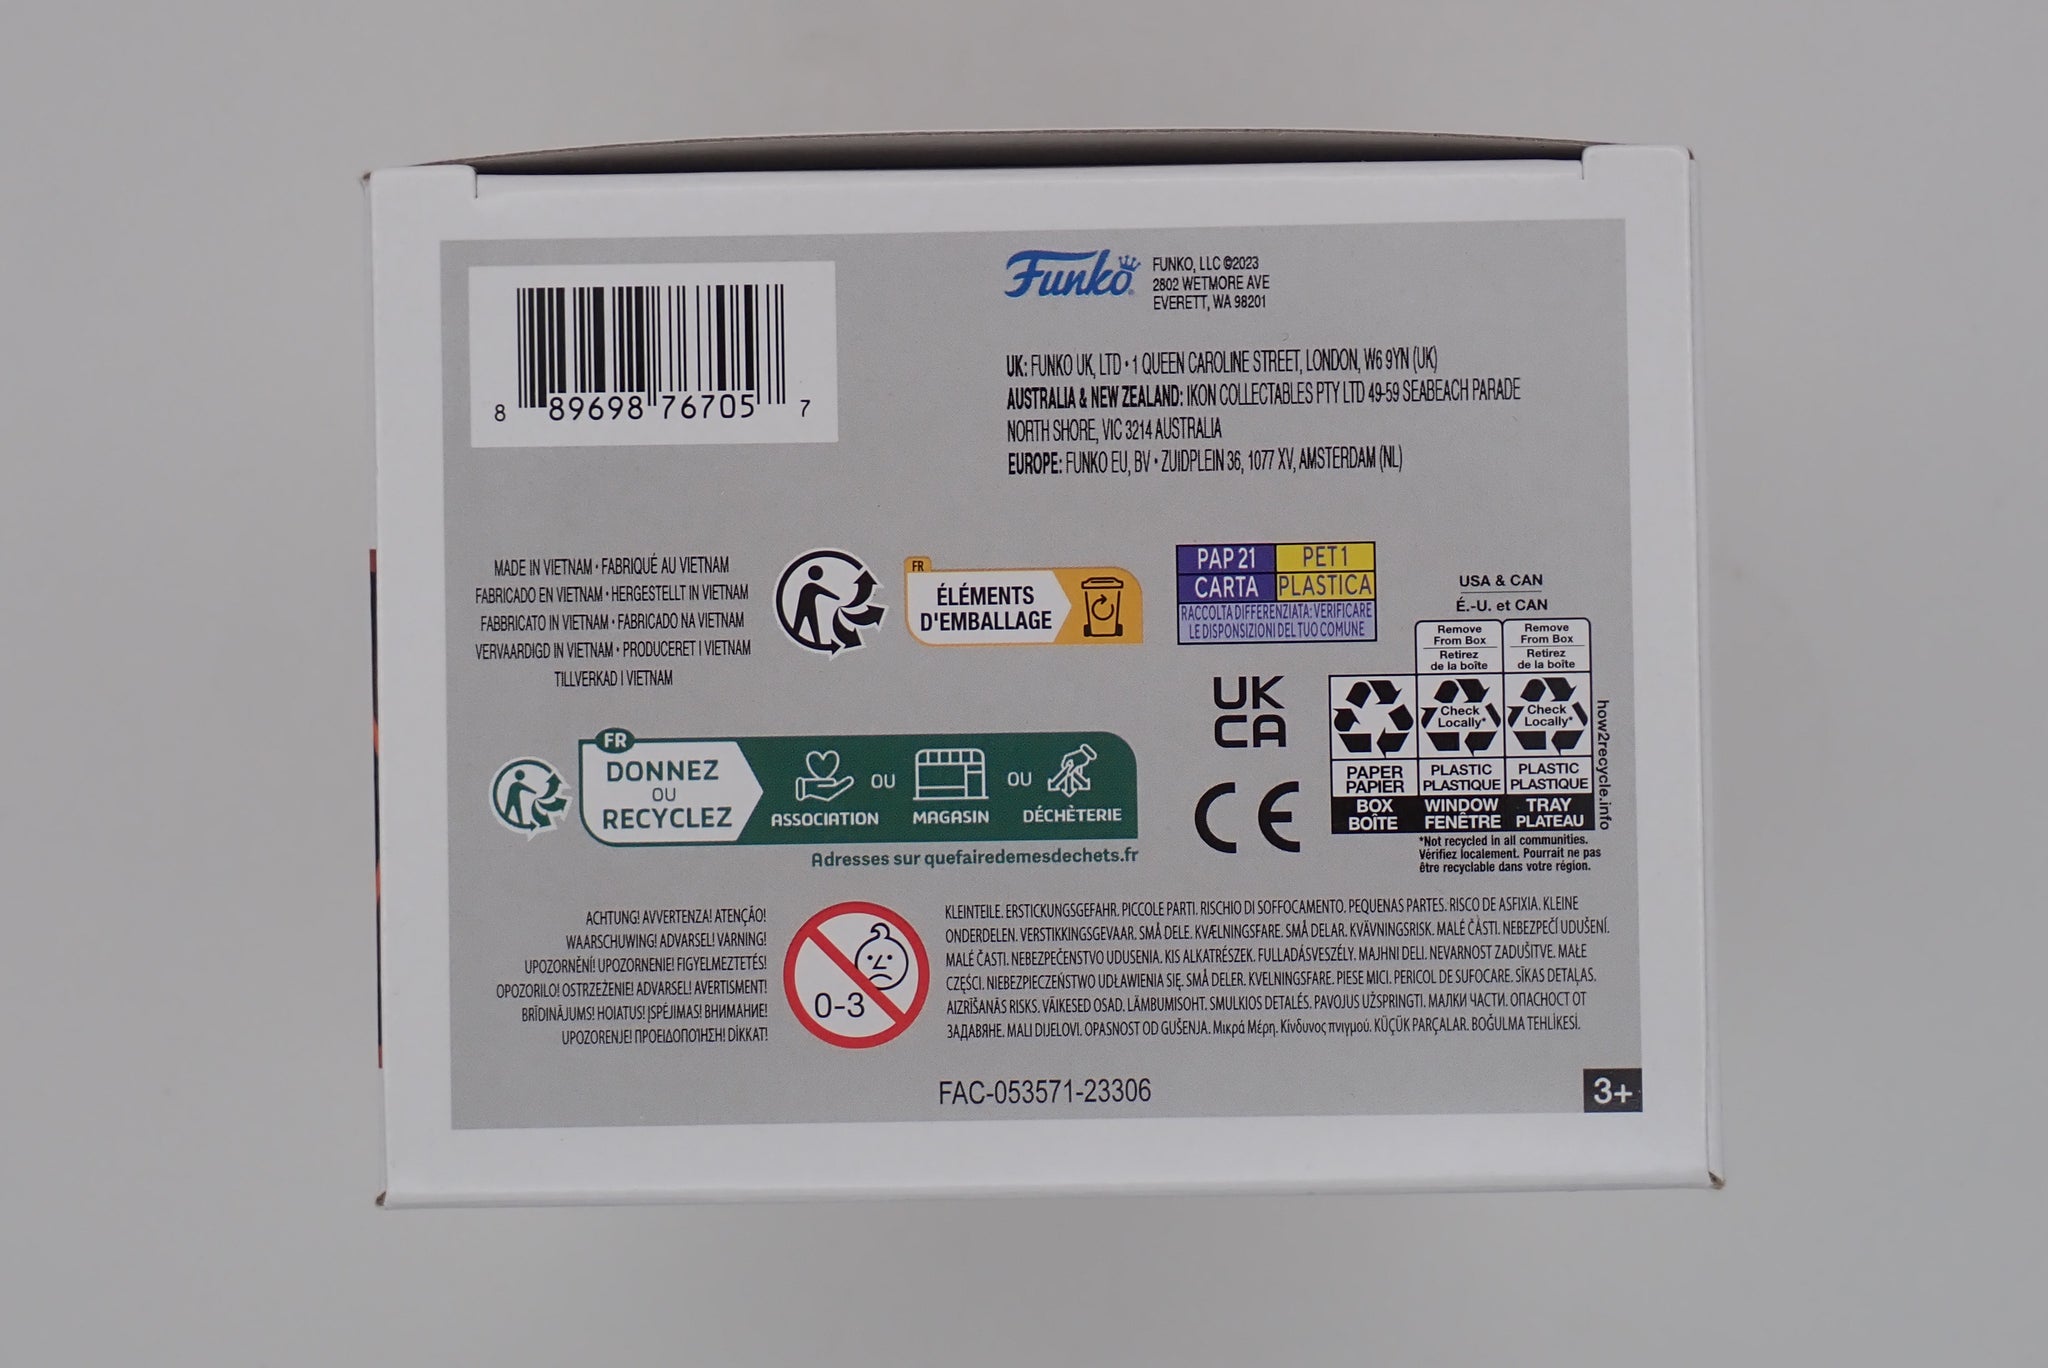 8 89698 76705 7
Funko
FUNKO, LLC ©2023
2802 WETMORE AVE
EVERETT, WA 98201
UK: FUNKO UK, LTD • 1 QUEEN CAROLINE STREET, LONDON, W6 9YN (UK)
AUSTRALIA & NEW ZEALAND: IKON COLLECTABLES PTY LTD 49-59 SEABEACH PARADE
NORTH SHORE, VIC 3214 AUSTRALIA
EUROPE: FUNKO EU, BV • ZUIDPLEIN 36, 1077 XV, AMSTERDAM (NL)
MADE IN VIETNAM • FABRIQUÉ AU VIETNAM
FABRICADO EN VIETNAM • HERGESTELLT IN VIETNAM
FABBRICATO IN VIETNAM • FABRICADO NA VIETNAM
VERVAARDIGD IN VIETNAM • PRODUCERET I VIETNAM
TILLVERKAD I VIETNAM
FR
ÉLÉMENTS
D'EMBALLAGE
PAP 21 PET 1
CARTA PLASTICA
RACCOLTA DIFFERENZIATA: VERIFICARE
LE DISPOSIZIONI DEL TUO COMUNE
USA & CAN
É.-U. et CAN
Remove From Box
Retirez de la boîte
Remove From Box
Retirez de la boîte
Check Locally*
Check Locally*
PAPER PAPIER
PLASTIC PLASTIQUE
PLASTIC PLASTIQUE
BOX BOÎTE
WINDOW FENÊTRE
TRAY PLATEAU
how2recycle.info
*Not recycled in all communities.
Vérifiez localement. Pourrait ne pas
être recyclable dans votre région.
UK
CA
CE
FR
DONNEZ
OU
RECYCLEZ
ASSOCIATION OU MAGASIN OU DÉCHÈTERIE
Adresses sur quefairedemesdechets.fr
ACHTUNG! AVVERTENZA! ATENÇÃO!
WAARSCHUWING! ADVARSEL! VARNING!
UPOZORNĚNÍ! UPOZORNENIE! FIGYELMEZTETÉS!
OPOZORILO! OSTRZEŻENIE! ADVARSEL! AVERTISMENT!
BRĪDINĀJUMS! HOIATUS! ĮSPĖJIMAS! ВНИМАНИЕ!
UPOZORENJE! ΠΡΟΕΙΔΟΠΟΊΗΣΗ! DİKKAT!
0-3
KLEINTEILE. ERSTICKUNGSGEFAHR. PICCOLE PARTI. RISCHIO DI SOFFOCAMENTO. PEQUENAS PARTES. RISCO DE ASFIXIA. KLEINE
ONDERDELEN. VERSTIKKINGSGEVAAR. SMÅ DELE. KVÆLNINGSFARE. SMÅ DELAR. KVÄVNINGSRISK. MALÉ ČÁSTI. NEBEZPEČÍ UDUŠENÍ.
MALÉ ČASTI. NEBEZPEČENSTVO UDUSENIA. KIS ALKATRÉSZEK. FULLADÁSVESZÉLY. MAJHNI DELI. NEVARNOST ZADUŠITVE. MAŁE
CZĘŚCI. NIEBEZPIECZEŃSTWO UDŁAWIENIA SIĘ. SMÅ DELER. KVELNINGSFARE. PIESE MICI. PERICOL DE SUFOCARE. SĪKAS DETAĻAS.
AIZRĪŠANĀS RISKS. VÄIKESED OSAD. LÄMBUMISOHT. SMULKIOS DETALĖS. PAVOJUS UŽSPRINGTI. МАЛКИ ЧАСТИ. ОПАСНОСТ ОТ
ЗАДАВЯНЕ. MALI DIJELOVI. OPASNOST OD GUŠENJA. Μικρά Μέρη. Κίνδυνος πνιγμού. KÜÇÜK PARÇALAR. BOĞULMA TEHLİKESİ.
FAC-053571-23306
3+